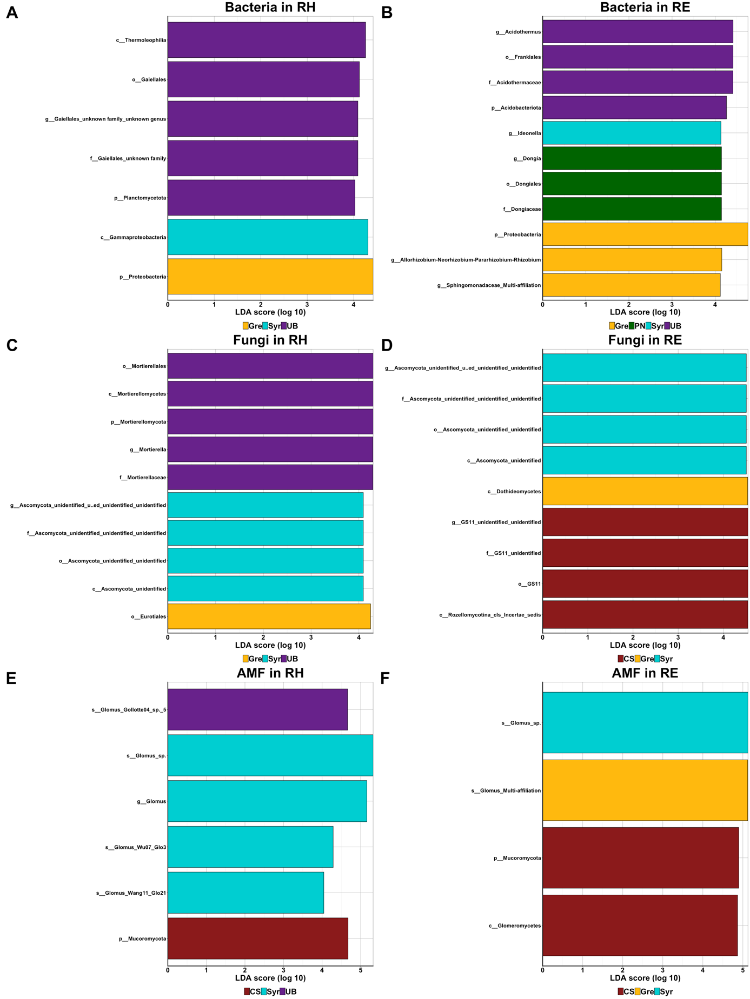 A
Bacteria in RH
c__Thermoleophilia
o__Gaiellales
g__Gaiellales_unknown family_unknown genus
f__Gaiellales_unknown family
p__Planctomycetota
c__Gammaproteobacteria
p__Proteobacteria
0 1 2 3 4
LDA score (log 10)
Gre Syr UB
B
Bacteria in RE
g__Acidothermus
o__Frankiales
f__Acidothermaceae
p__Acidobacteriota
g__Ideonella
g__Dongia
o__Dongiales
f__Dongiaceae
p__Proteobacteria
g__Allorhizobium-Neorhizobium-Pararhizobium-Rhizobium
g__Sphingomonadaceae_Multi-affiliation
0 1 2 3 4
LDA score (log 10)
Gre PN Syr UB
C
Fungi in RH
o__Mortierellales
c__Mortierellomycetes
p__Mortierellomycota
g__Mortierella
f__Mortierellaceae
g__Ascomycota_unidentified_u..ed_unidentified_unidentified
f__Ascomycota_unidentified_unidentified_unidentified
o__Ascomycota_unidentified_unidentified
c__Ascomycota_unidentified
o__Eurotiales
0 1 2 3 4
LDA score (log 10)
Gre Syr UB
D
Fungi in RE
g__Ascomycota_unidentified_u..ed_unidentified_unidentified
f__Ascomycota_unidentified_unidentified_unidentified
o__Ascomycota_unidentified_unidentified
c__Ascomycota_unidentified
c__Dothideomycetes
g__GS11_unidentified_unidentified
f__GS11_unidentified
o__GS11
c__Rozellomycotina_cls_Incertae_sedis
0 1 2 3 4
LDA score (log 10)
CS Gre Syr
E
AMF in RH
s__Glomus_Gollotte04_sp._5
s__Glomus_sp.
g__Glomus
s__Glomus_Wu07_Glo3
s__Glomus_Wang11_Glo21
p__Mucoromycota
0 1 2 3 4 5
LDA score (log 10)
CS Syr UB
F
AMF in RE
s__Glomus_sp.
s__Glomus_Multi-affiliation
p__Mucoromycota
c__Glomeromycetes
0 1 2 3 4 5
LDA score (log 10)
CS Gre Syr